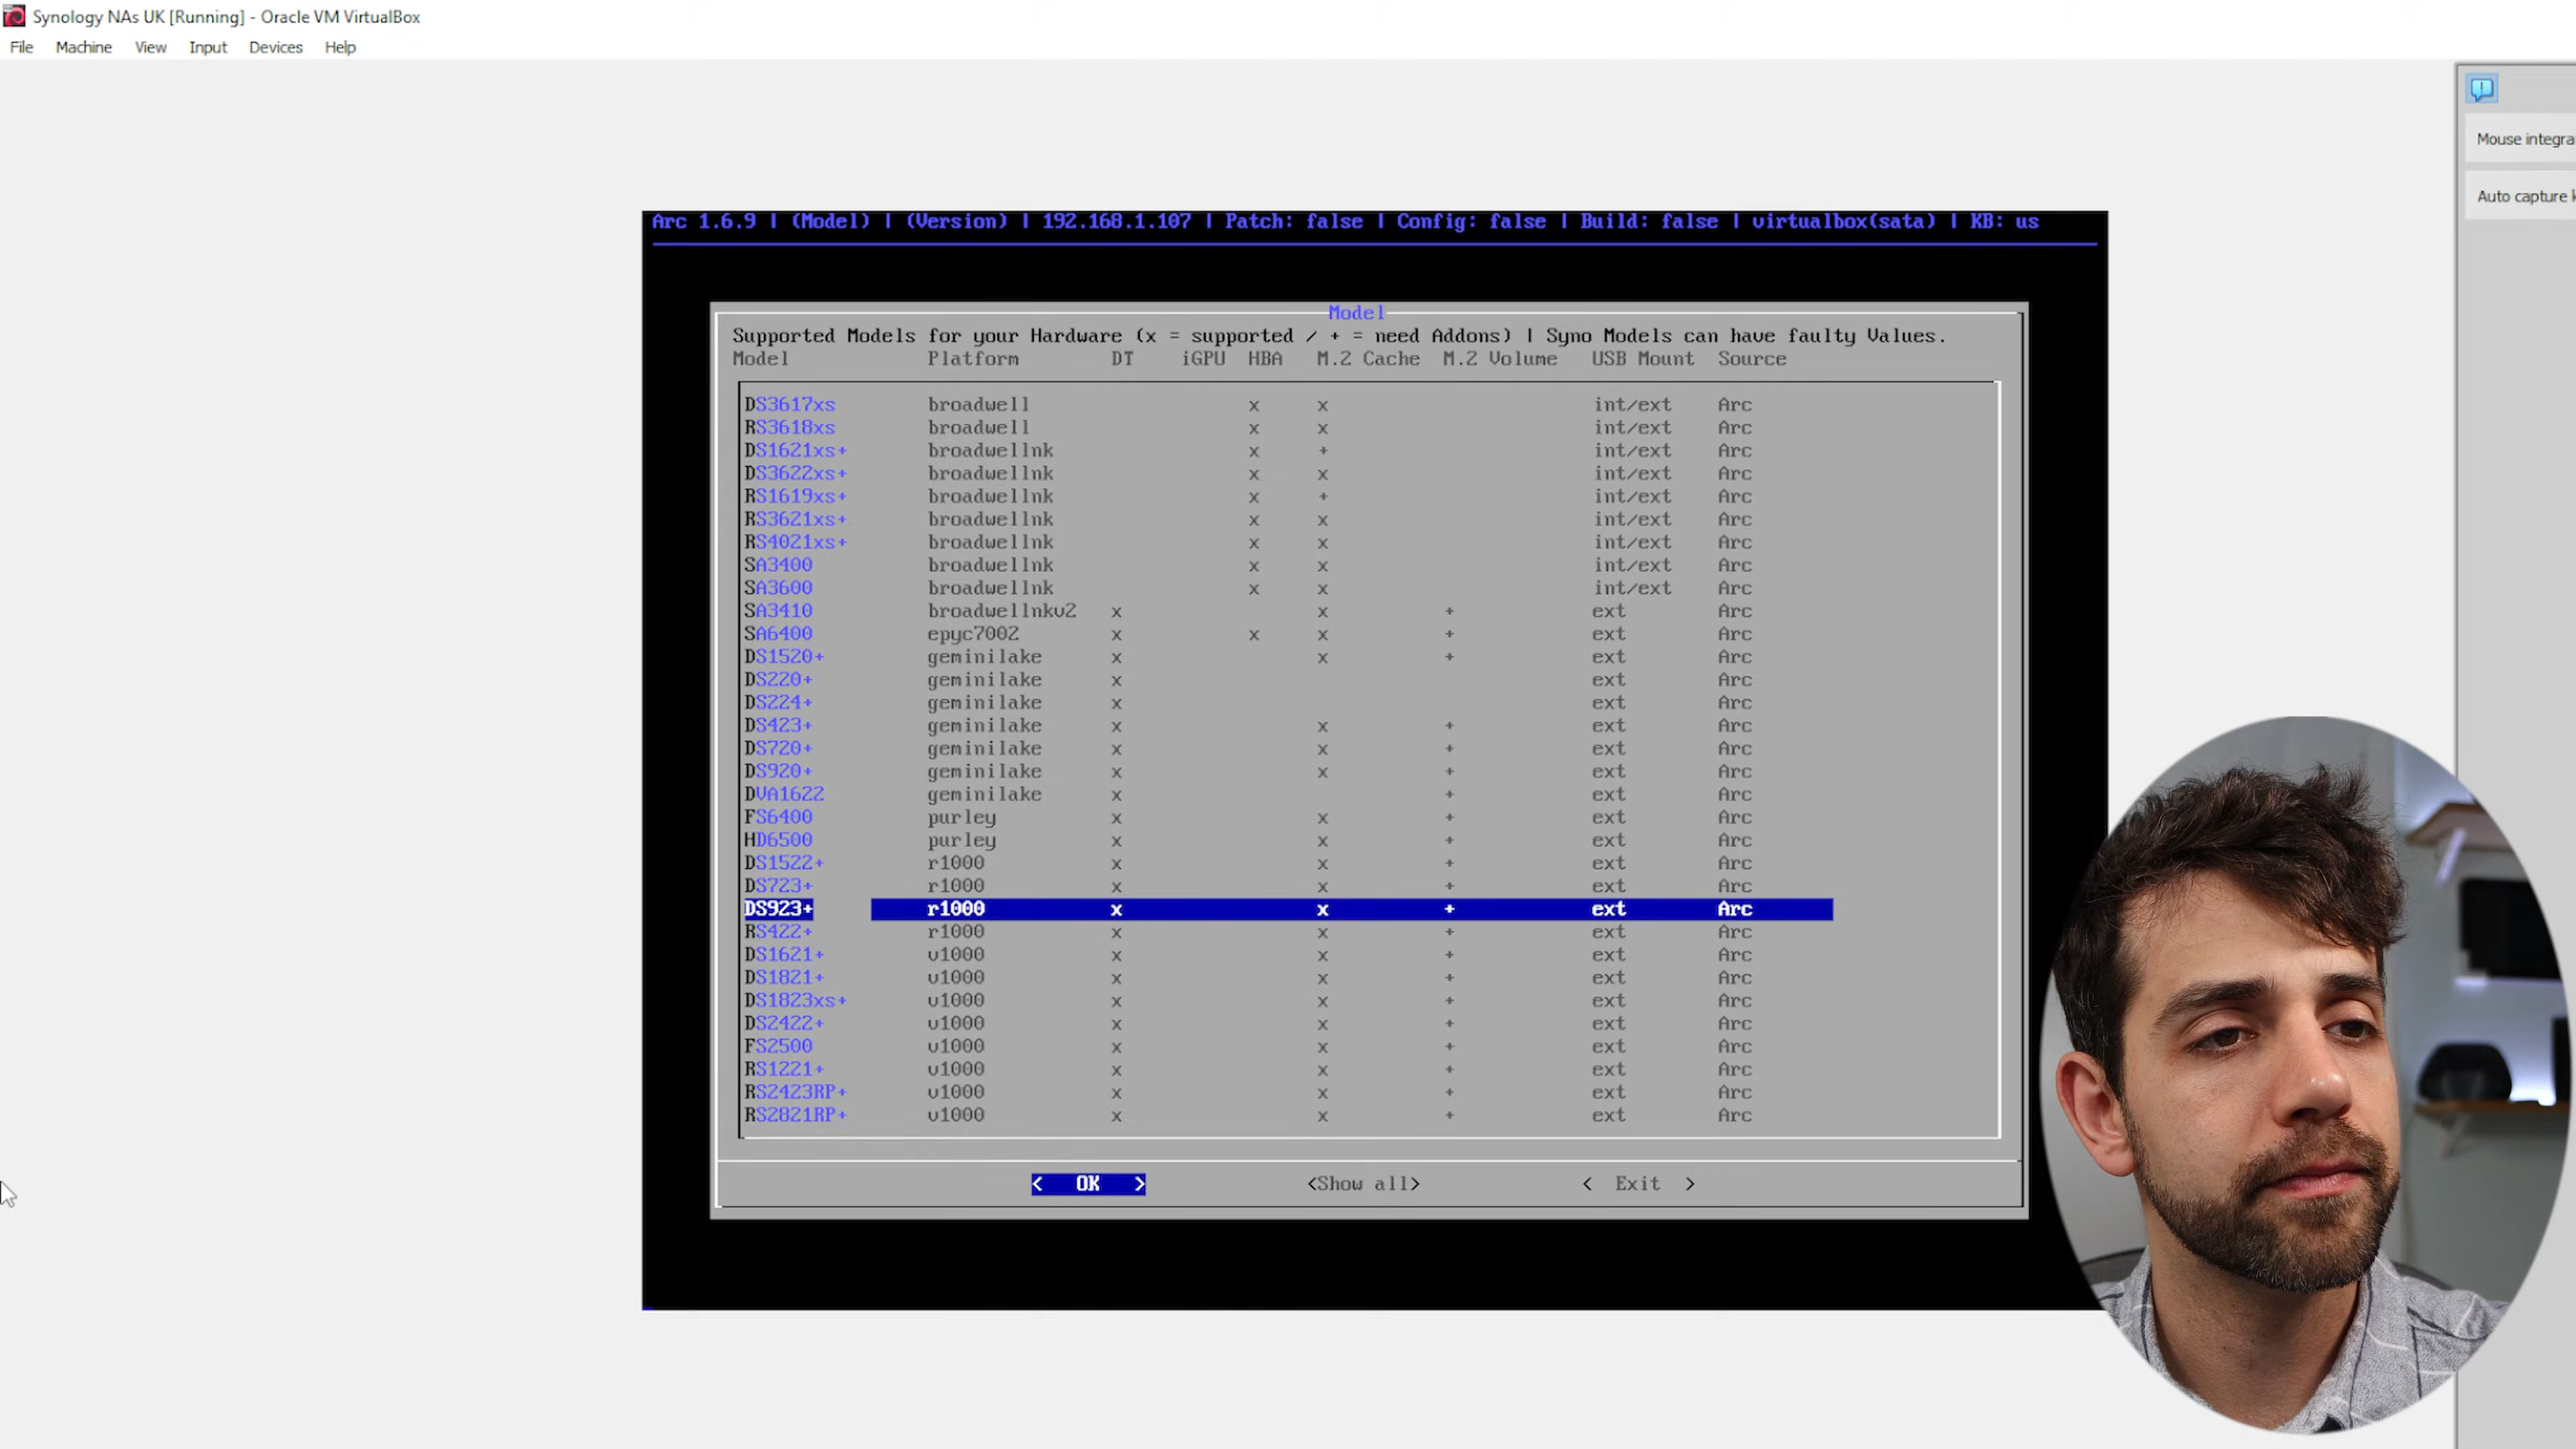 Synology NAs UK [Running] - Oracle VM VirtualBox
File Machine View Input Devices Help
Mouse integra
Auto capture k
Arc 1.6.9 | (Model) | (Version) | 192.168.1.107 | Patch: false | Config: false | Build: false | virtualbox(sata) | KB: us
Model
Supported Models for your Hardware (x = supported / + = need Addons) | Syno Models can have faulty Values.
Model Platform DT iGPU HBA M.2 Cache M.2 Volume USB Mount Source
DS3617xs broadwell x x int/ext Arc
RS3618xs broadwell x x int/ext Arc
DS1621xs+ broadwellnk x + int/ext Arc
DS3622xs+ broadwellnk x x int/ext Arc
RS1619xs+ broadwellnk x + int/ext Arc
RS3621xs+ broadwellnk x x int/ext Arc
RS4021xs+ broadwellnk x x int/ext Arc
SA3400 broadwellnk x x int/ext Arc
SA3600 broadwellnk x x int/ext Arc
SA3410 broadwellnkv2 x x + ext Arc
SA6400 epyc7002 x x x + ext Arc
DS1520+ geminilake x x + ext Arc
DS220+ geminilake x ext Arc
DS224+ geminilake x ext Arc
DS423+ geminilake x x + ext Arc
DS720+ geminilake x x + ext Arc
DS920+ geminilake x x + ext Arc
DVA1622 geminilake x + ext Arc
FS6400 purley x x + ext Arc
HD6500 purley x x + ext Arc
DS1522+ r1000 x x + ext Arc
DS723+ r1000 x x + ext Arc
DS923+ r1000 x x + ext Arc
RS422+ r1000 x x + ext Arc
DS1621+ v1000 x x + ext Arc
DS1821+ v1000 x x + ext Arc
DS1823xs+ v1000 x x + ext Arc
DS2422+ v1000 x x + ext Arc
FS2500 v1000 x x + ext Arc
RS1221+ v1000 x x + ext Arc
RS2423RP+ v1000 x x + ext Arc
RS2821RP+ v1000 x x + ext Arc
< OK > <Show all> < Exit >